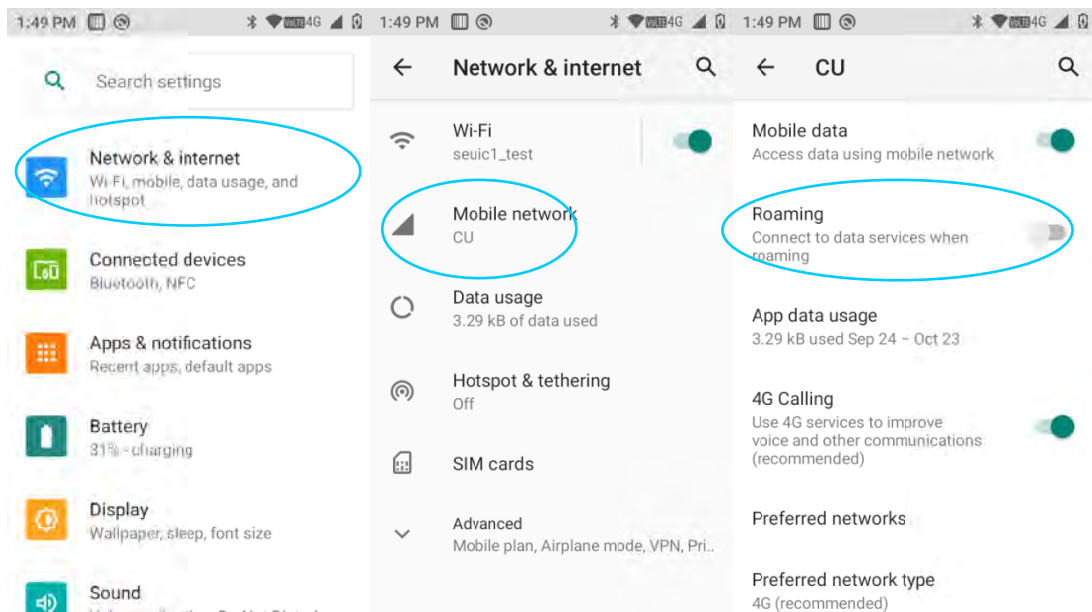 1:49 PM
4G
Search settings
Network & internet
Wi-Fi, mobile, data usage, and
hotspot
Connected devices
Bluetooth, NFC
Apps & notifications
Recent apps, default apps
Battery
31% - charging
Display
Wallpaper, sleep, font size
Sound
1:49 PM
4G
Network & internet
Wi-Fi
seuic1_test
Mobile network
CU
Data usage
3.29 kB of data used
Hotspot & tethering
Off
SIM cards
Advanced
Mobile plan, Airplane mode, VPN, Pri..
1:49 PM
4G
CU
Mobile data
Access data using mobile network
Roaming
Connect to data services when
roaming
App data usage
3.29 kB used Sep 24 – Oct 23
4G Calling
Use 4G services to improve
voice and other communications
(recommended)
Preferred networks
Preferred network type
4G (recommended)